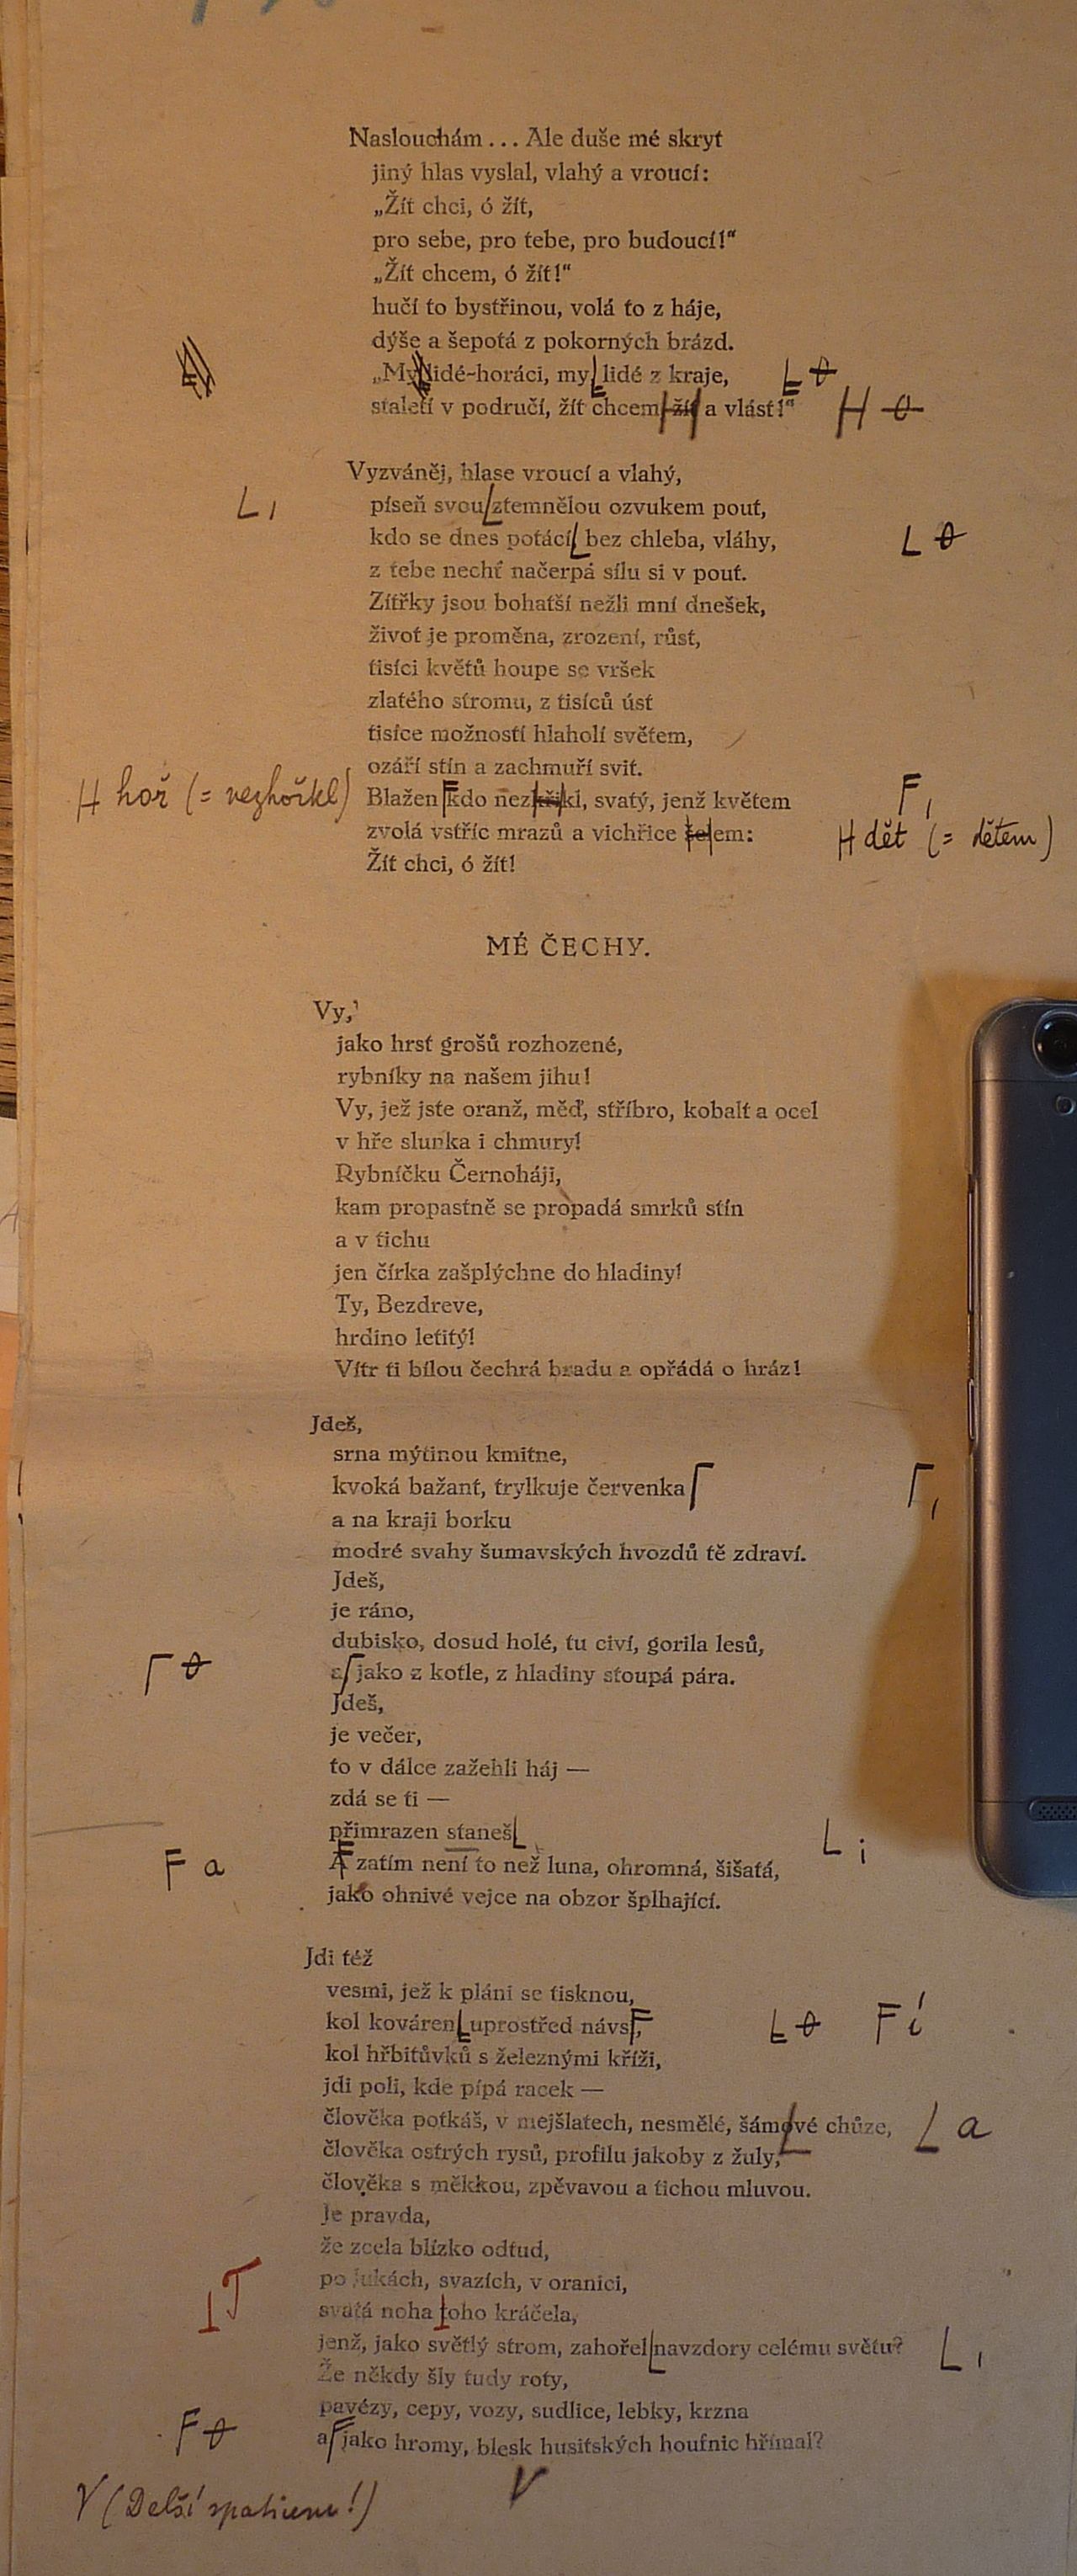 Naslouchám... Ale duše mé skryt
jiný hlas vyslal, vlahý a vroucí:
„Žít chci, ó žít,
pro sebe, pro tebe, pro budoucí!“
„Žít chcem, ó žít!“
hučí to bystřinou, volá to z háje,
dýše a šepotá z pokorných brázd.
„My lidé-horáci, my, lidé z kraje,
staletí v područí, žít chcem žít a vlást!“
Vyzváněj, hlase vroucí a vlahý,
píseň svou ztemnělou ozvukem pout,
kdo se dnes potácí, bez chleba, vláhy,
z tebe nechť načerpá sílu si v pout.
Zítřky jsou bohatší nežli mní dnešek,
život je proměna, zrození, růst,
tisíci květů houpe se vršek
zlatého stromu, z tisíců úst
tisíce možností hlaholí světem,
ozáří stín a zachmuří svit.
H hoř (= nezhořkl) Blažen kdo nezkřikl, svatý, jenž květem
zvolá vstříc mrazů a vichřice šelem: H dět (= dětem)
Žít chci, ó žít!
MÉ ČECHY.
Vy,
jako hrst grošů rozhozené,
rybníky na našem jihu!
Vy, jež jste oranž, měď, stříbro, kobalt a ocel
v hře slunka i chmury!
Rybníčku Černoháji,
kam propastně se propadá smrků stín
a v tichu
jen čírka zašplýchne do hladiny!
Ty, Bezdreve,
hrdino letitý!
Vítr ti bílou čechrá bradu a opřádá o hráz!
Jdeš,
srna mýtinou kmitne,
kvoká bažant, trylkuje červenka
a na kraji borku
modré svahy šumavských hvozdů tě zdraví.
Jdeš,
je ráno,
dubisko, dosud holé, tu civí, gorila lesů,
a jako z kotle, z hladiny stoupá pára.
Jdeš,
je večer,
to v dálce zažehli háj —
zdá se ti —
přimrazen staneš
a A zatím není to než luna, ohromná, šišatá,
jako ohnivé vejce na obzor šplhající.
Jdi též
vesmi, jež k pláni se tisknou,
kol kováren, uprostřed návs, í
kol hřbitůvků s železnými kříži,
jdi poli, kde pípá racek —
člověka potkáš, v mejšlatech, nesmělé, šámové chůze, a
člověka ostrých rysů, profilu jakoby z žuly,
člověka s měkkou, zpěvavou a tichou mluvou.
Je pravda,
že zcela blízko odtud,
po lukách, svazích, v oranici,
T svatá noha toho kráčela,
jenž, jako světlý strom, zahořel navzdory celému světu?
Že někdy šly tudy roty,
pavézy, cepy, vozy, sudlice, lebky, krzna
a jako hromy, blesk husitských houfnic hřímal?
V (Delší spatium!) V